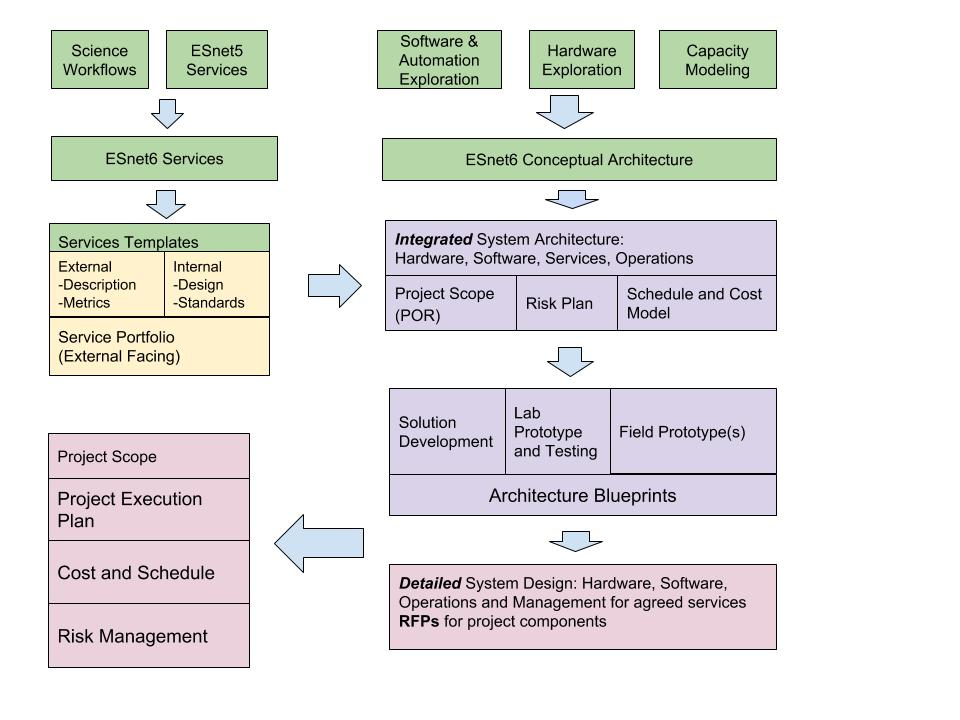 Science
Workflows
ESnet5
Services
Software &
Automation
Exploration
Hardware
Exploration
Capacity
Modeling
ESnet6 Services
ESnet6 Conceptual Architecture
Services Templates
External
-Description
-Metrics
Internal
-Design
-Standards
Service Portfolio
(External Facing)
Integrated System Architecture:
Hardware, Software, Services, Operations
Project Scope
(POR)
Risk Plan
Schedule and Cost
Model
Solution
Development
Lab
Prototype
and Testing
Field Prototype(s)
Architecture Blueprints
Project Scope
Project Execution
Plan
Cost and Schedule
Risk Management
Detailed System Design: Hardware, Software,
Operations and Management for agreed services
RFPs for project components